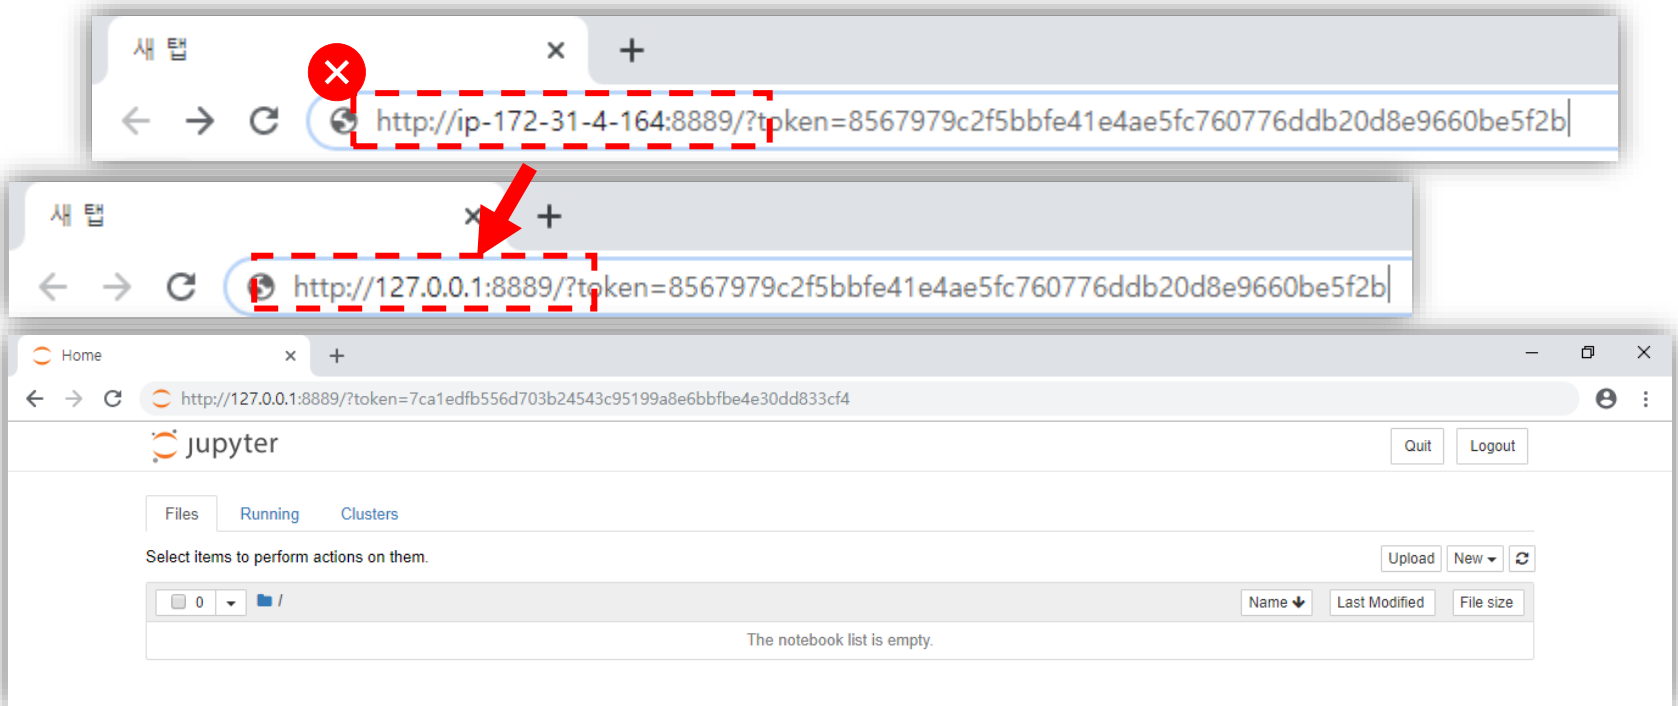 새 탭
http://ip-172-31-4-164:8889/?token=8567979c2f5bbfe41e4ae5fc760776ddb20d8e9660be5f2b
새 탭
http://127.0.0.1:8889/?token=8567979c2f5bbfe41e4ae5fc760776ddb20d8e9660be5f2b
Home
http://127.0.0.1:8889/?token=7ca1edfb556d703b24543c95199a8e6bbfbe4e30dd833cf4
jupyter Quit Logout
Files Running Clusters
Select items to perform actions on them. Upload New
0 / Name Last Modified File size
The notebook list is empty.